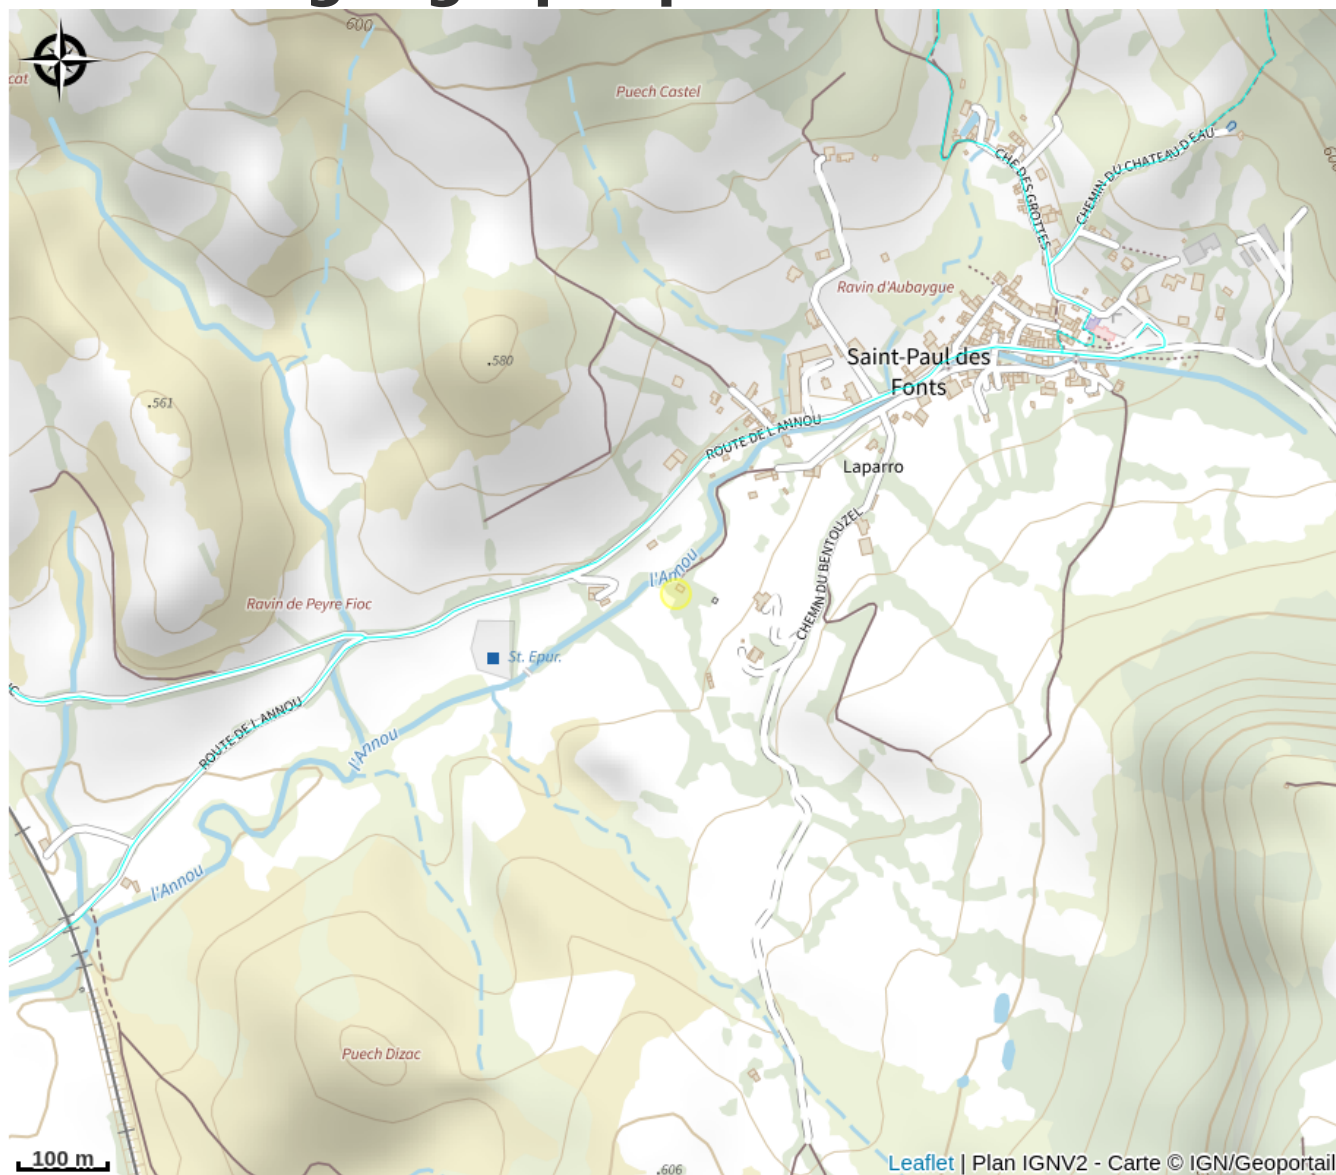 600
Puech Castel
cat
CHE DES GROTTES
CHEMIN DU CHATEAU D EAU
Ravin d'Aubaygue
.580
Saint-Paul des
Fonts
.561
ROUTE DE L ANNOU
Laparro
CHEMIN DU BENTOUZEL
l'Annou
Ravin de Peyre Fioc
St. Epur.
ROUTE DE L ANNOU
l'Annou
l'Annou
Puech Dizac
100 m
.606
Leaflet | Plan IGNV2 - Carte © IGN/Geoportail